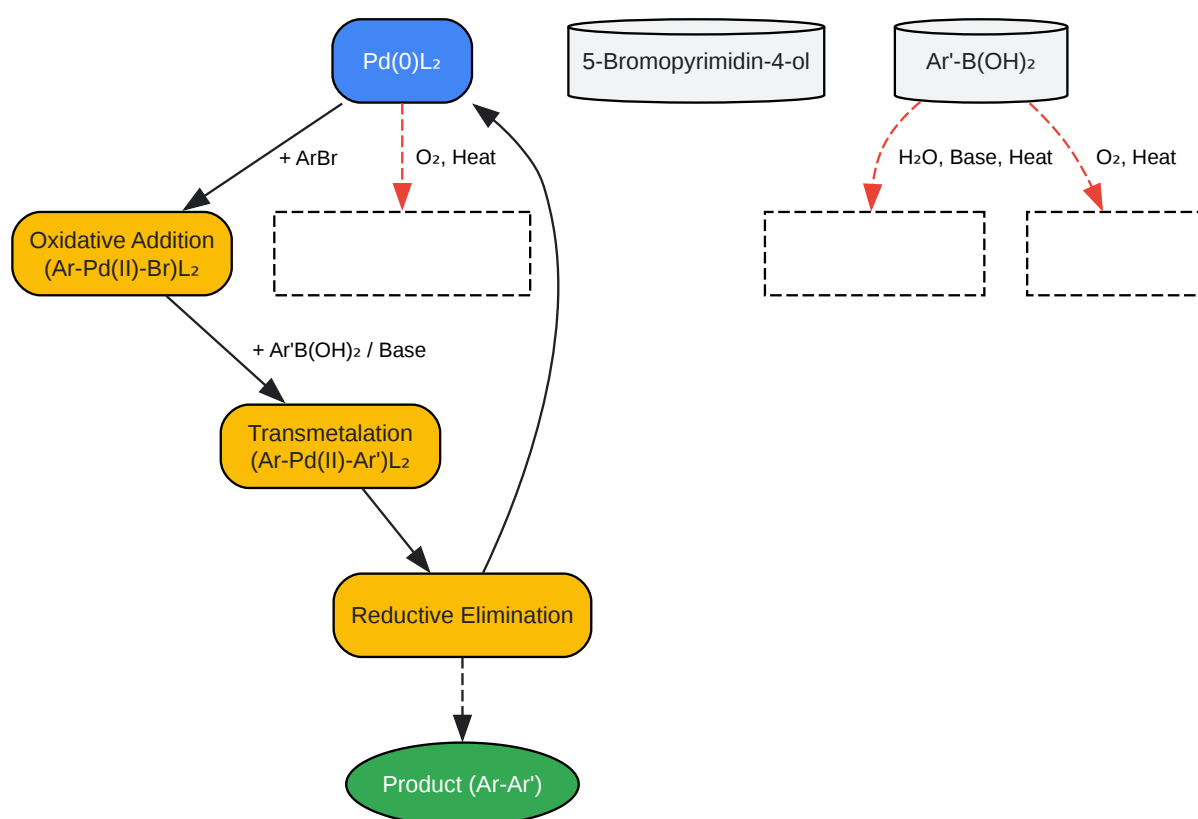 Pd(0)L₂
5-Bromopyrimidin-4-ol
Ar'-B(OH)₂
+ ArBr
O₂, Heat
H₂O, Base, Heat
O₂, Heat
Oxidative Addition
(Ar-Pd(II)-Br)L₂
+ Ar'B(OH)₂ / Base
Transmetalation
(Ar-Pd(II)-Ar')L₂
Reductive Elimination
Product (Ar-Ar')